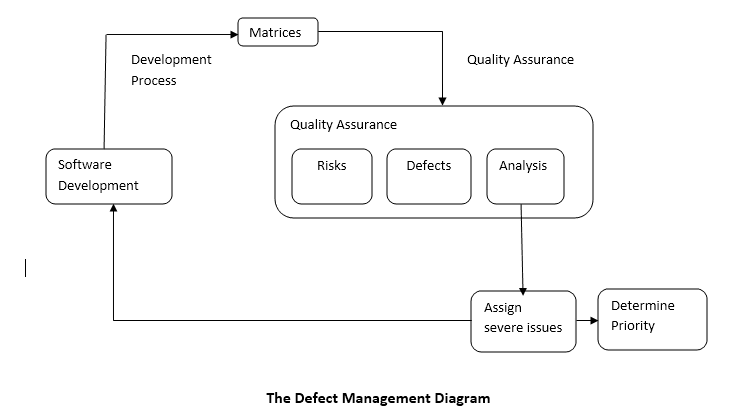 Matrices
Development
Process
Quality Assurance
Quality Assurance
Risks
Defects
Analysis
Software
Development
Assign
severe issues
Determine
Priority
The Defect Management Diagram